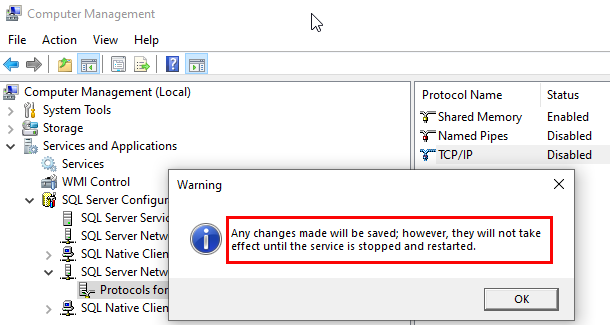 Computer Management
File Action View Help
Computer Management (Local)
System Tools
Storage
Services and Applications
Services
WMI Control
SQL Server Configur
SQL Server Servic
SQL Server Netw
SQL Native Clien
SQL Server Netw
Protocols for
SQL Native Clien
Protocol Name Status
Shared Memory Enabled
Named Pipes Disabled
TCP/IP Disabled
Warning
Any changes made will be saved; however, they will not take
effect until the service is stopped and restarted.
OK